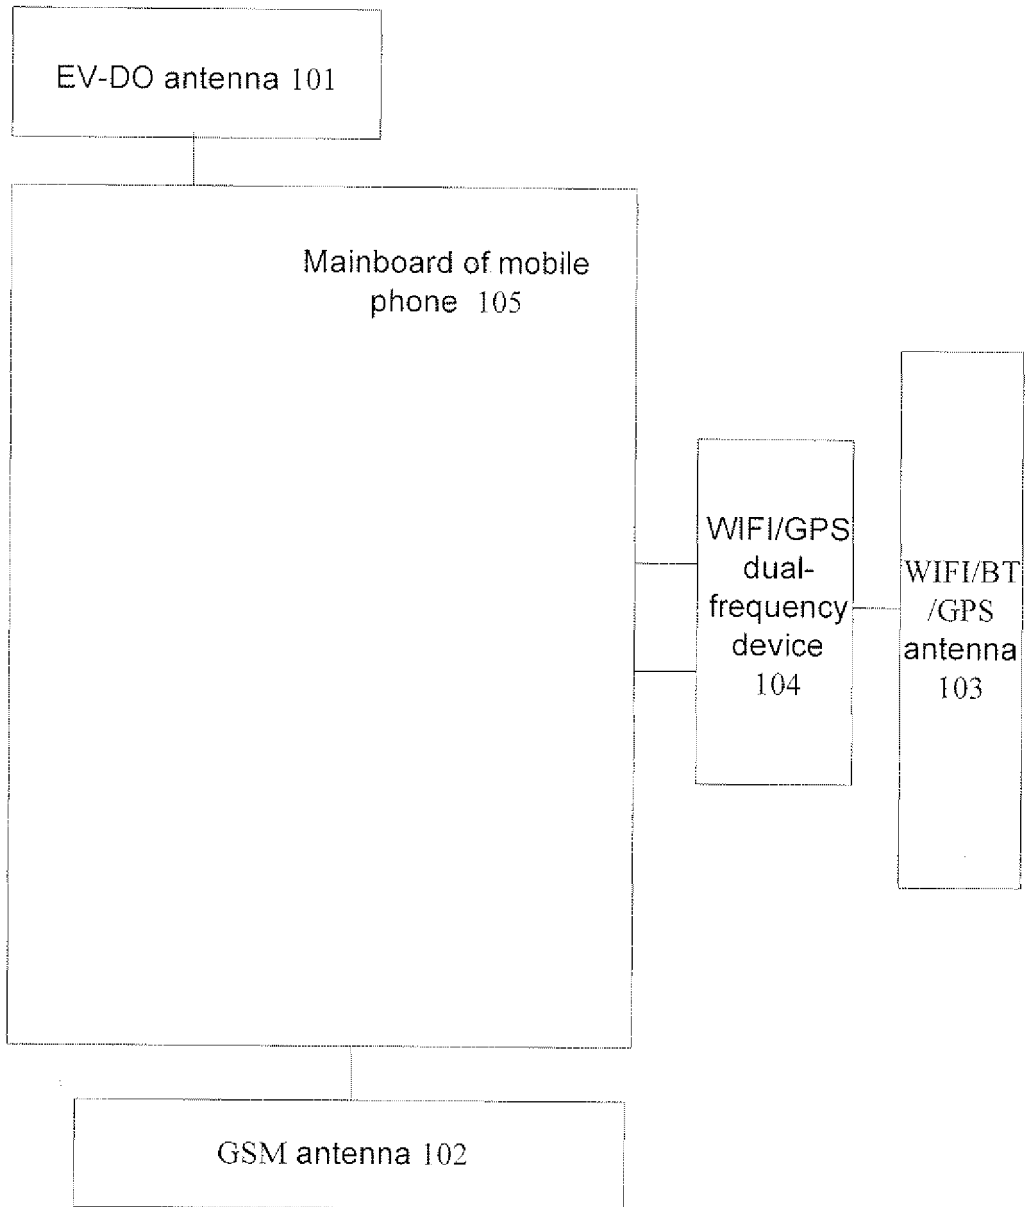 EV-DO antenna 101
Mainboard of mobile
phone 105
WIFI/GPS
dual-
frequency
device
104
WIFI/BT
/GPS
antenna
103
GSM antenna 102